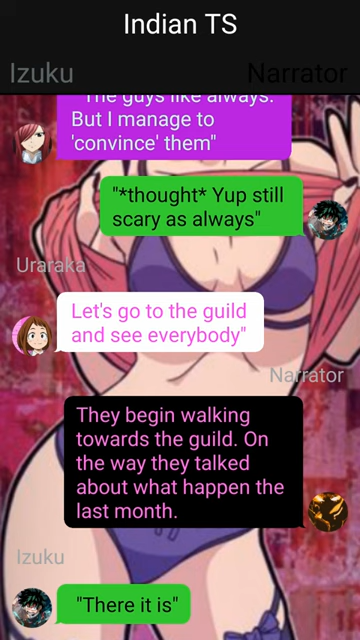 Indian TS
Izuku
Narrator
"The guys like always.
But I manage to
'convince' them"
"*thought* Yup still
scary as always"
Uraraka
Let's go to the guild
and see everybody"
Narrator
They begin walking
towards the guild. On
the way they talked
about what happen the
last month.
Izuku
"There it is"